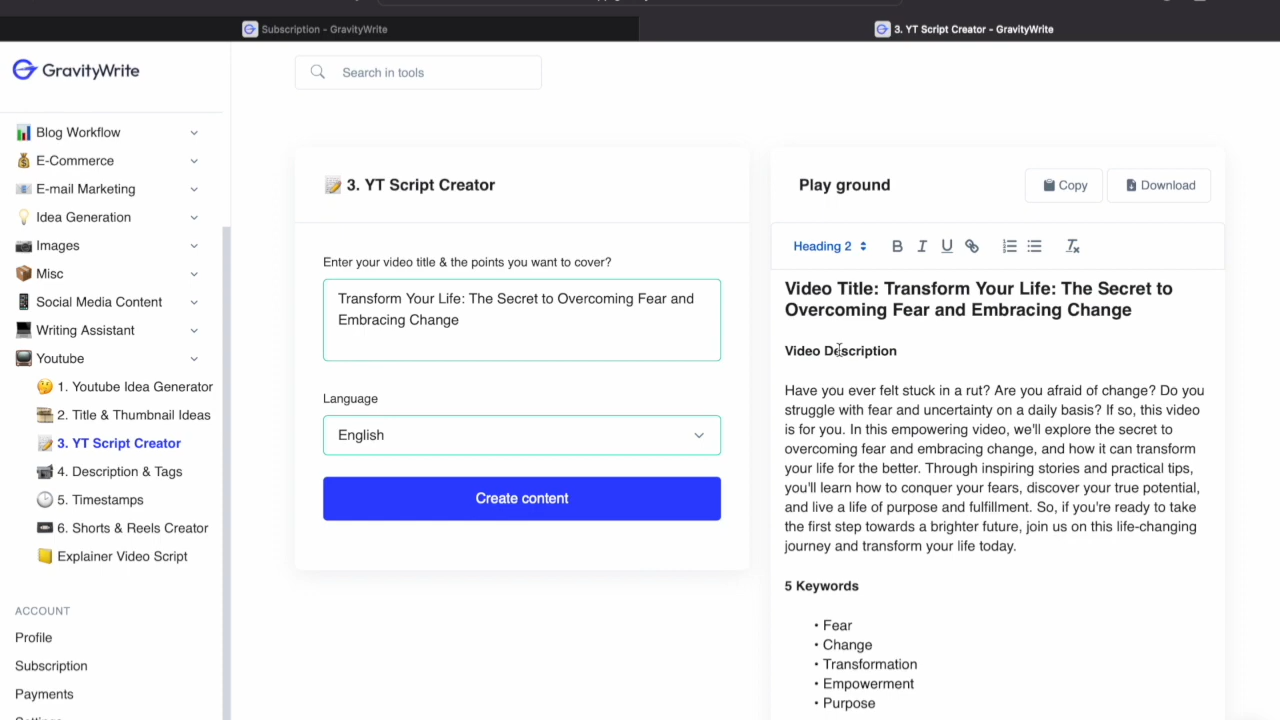 Subscription - GravityWrite
3. YT Script Creator - GravityWrite
GravityWrite
Search in tools
Blog Workflow
E-Commerce
E-mail Marketing
Idea Generation
Images
Misc
Social Media Content
Writing Assistant
Youtube
1. Youtube Idea Generator
2. Title & Thumbnail Ideas
3. YT Script Creator
4. Description & Tags
5. Timestamps
6. Shorts & Reels Creator
Explainer Video Script
ACCOUNT
Profile
Subscription
Payments
3. YT Script Creator
Enter your video title & the points you want to cover?
Transform Your Life: The Secret to Overcoming Fear and
Embracing Change
Language
English
Create content
Play ground
Copy
Download
Heading 2
B I U
Video Title: Transform Your Life: The Secret to
Overcoming Fear and Embracing Change
Video Description
Have you ever felt stuck in a rut? Are you afraid of change? Do you
struggle with fear and uncertainty on a daily basis? If so, this video
is for you. In this empowering video, we'll explore the secret to
overcoming fear and embracing change, and how it can transform
your life for the better. Through inspiring stories and practical tips,
you'll learn how to conquer your fears, discover your true potential,
and live a life of purpose and fulfillment. So, if you're ready to take
the first step towards a brighter future, join us on this life-changing
journey and transform your life today.
5 Keywords
• Fear
• Change
• Transformation
• Empowerment
• Purpose